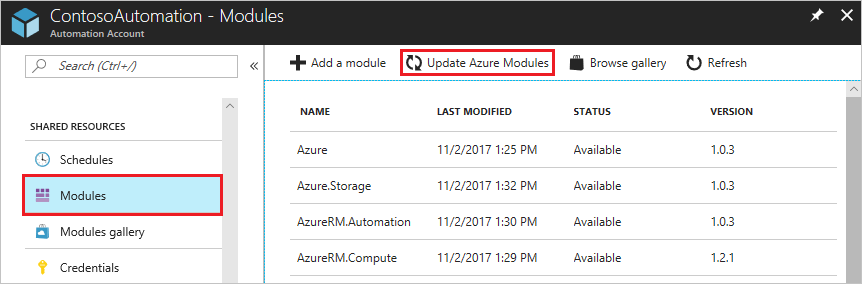 ContosoAutomation - Modules
Automation Account
Search (Ctrl+/)
Add a module Update Azure Modules Browse gallery Refresh
SHARED RESOURCES
Schedules
Modules
Modules gallery
Credentials
NAME LAST MODIFIED STATUS VERSION
Azure 11/2/2017 1:25 PM Available 1.0.3
Azure.Storage 11/2/2017 1:32 PM Available 1.0.3
AzureRM.Automation 11/2/2017 1:30 PM Available 1.0.3
AzureRM.Compute 11/2/2017 1:29 PM Available 1.2.1